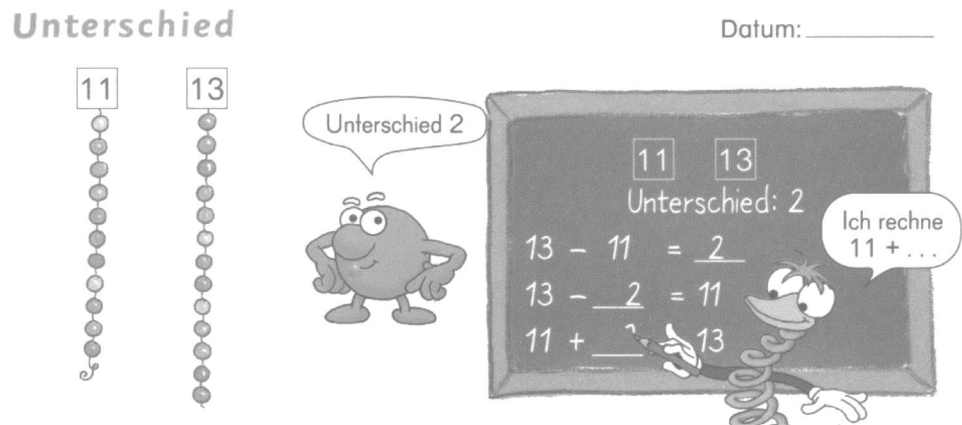 Unterschied
Datum:
11 13
Unterschied 2
11 13
Unterschied: 2
Ich rechne
11 + ...
13 - 11 = 2
13 - 2 = 11
11 + 13